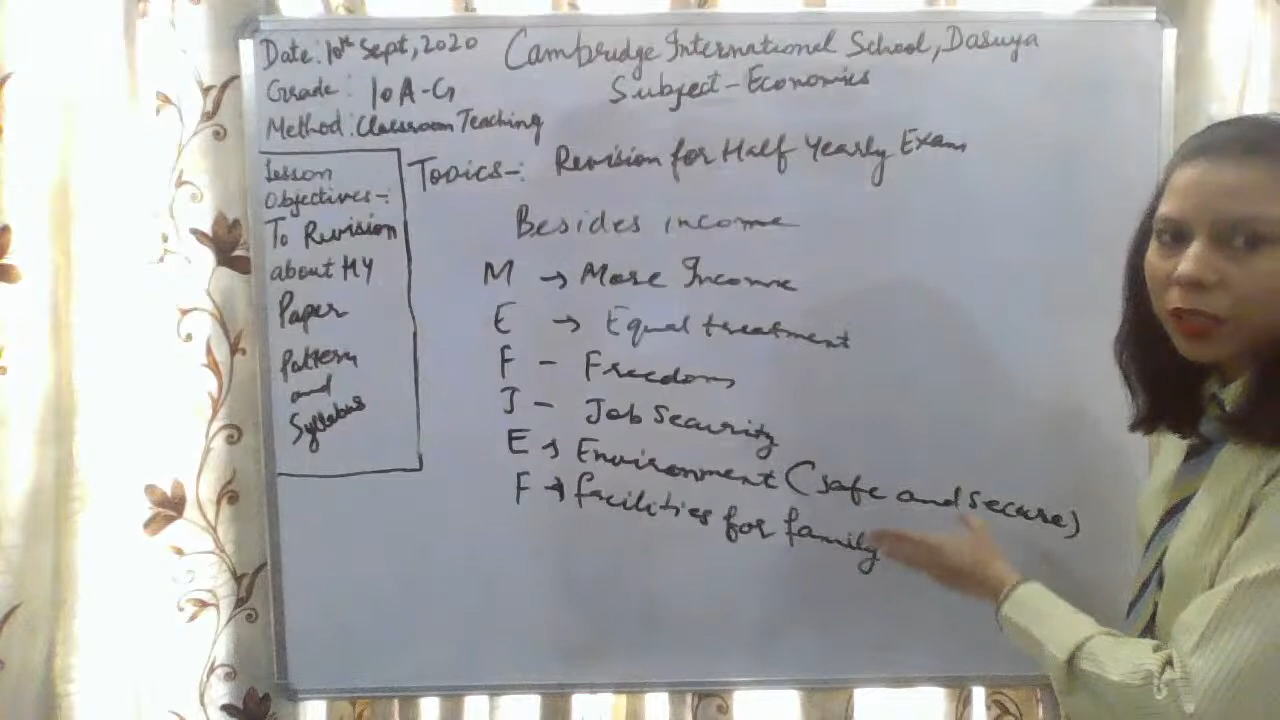 Date: 10th Sept, 2020
Grade: 10 A-G
Method: Classroom Teaching
Cambridge International School, Dasuya
Subject - Economics
Lesson
Objectives-:
To Revision
about HY
Paper
Pattern
and
Syllabus
Topics-: Revision for Half Yearly Exam
Besides income
M → More Income
E → Equal treatment
F - Freedom
J - Job Security
E → Environment (safe and secure)
F → facilities for family